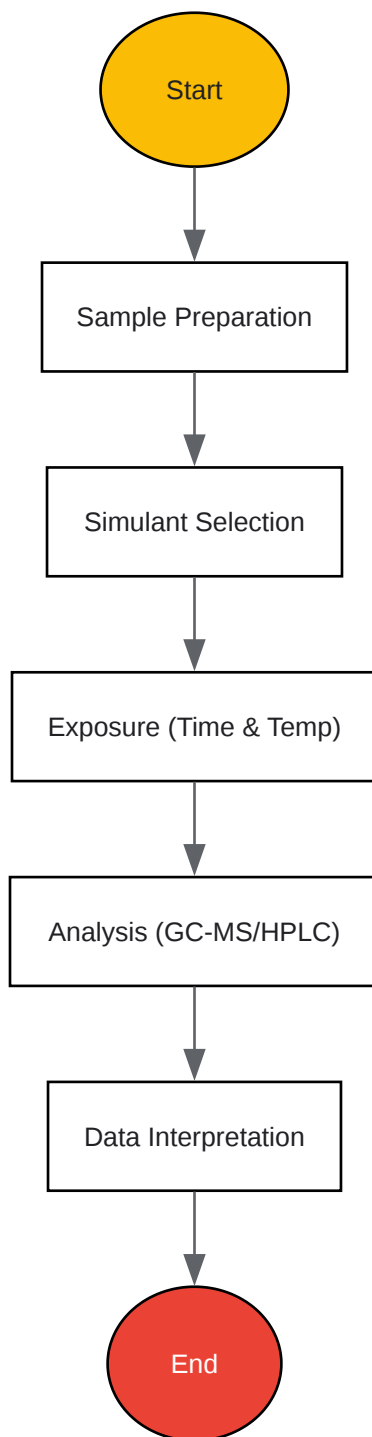 Start
Sample Preparation
Simulant Selection
Exposure (Time & Temp)
Analysis (GC-MS/HPLC)
Data Interpretation
End